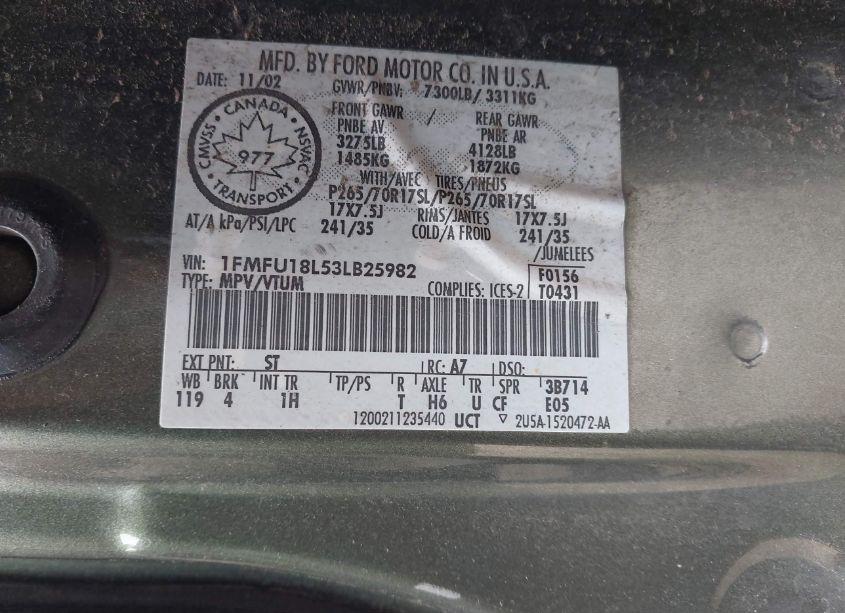 MFD. BY FORD MOTOR CO. IN U.S.A.
DATE: 11/02 GVWR/PNBV: 7300LB/ 3311KG
CMVSS CANADA NSVAC
977
TRANSPORT
FRONT GAWR / REAR GAWR
PNBE AV PNBE AR
3275LB 4128LB
1485KG 1872KG
WITH/AVEC TIRES/PNEUS
P265/70R17SL/P265/70R17SL
17X7.5J RIMS/JANTES 17X7.5J
AT/A kPa/PSI/LPC 241/35 COLD/A FROID 241/35
/JUMELEES
VIN: 1FMFU18L53LB25982 F0156
TYPE: MPV/VTUM COMPLIES: ICES-2 T0431
EXT PNT: ST RC: A7 DSO:
WB BRK INT TR TP/PS R AXLE TR SPR 3B714
119 4 1H T H6 U CF E05
1200211235440 UCT ▽ 2U5A-1520472-AA